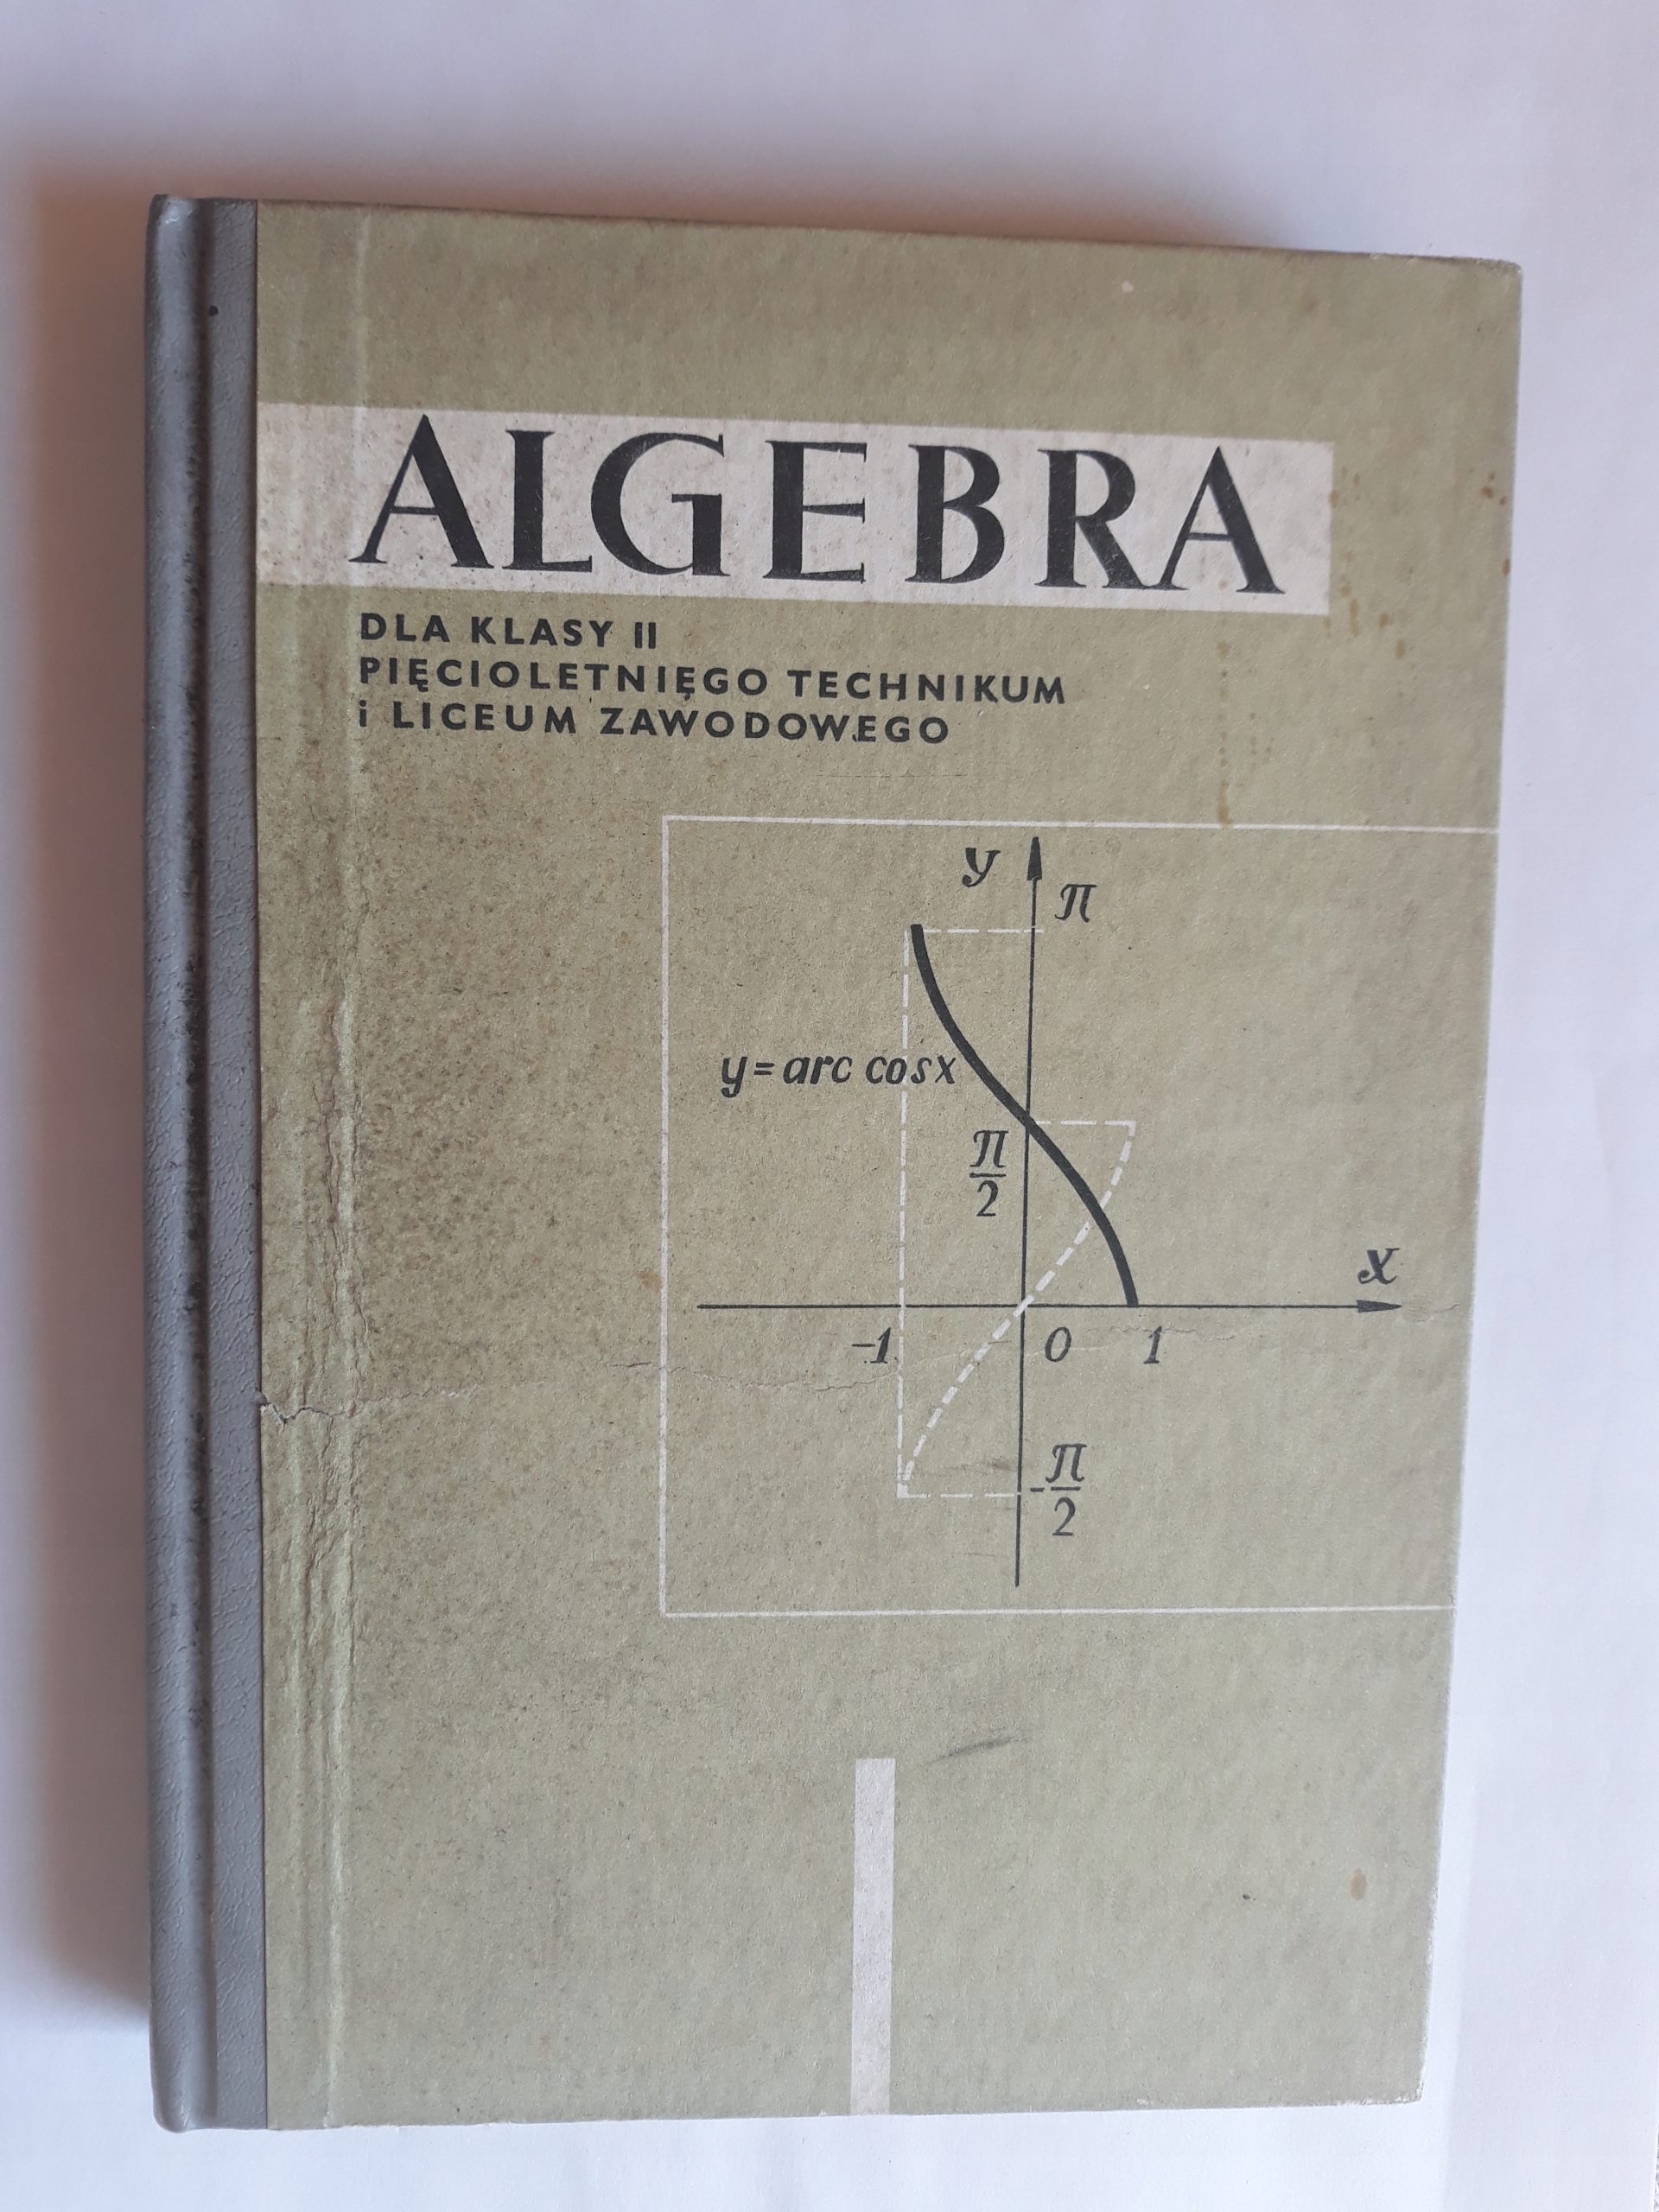 ALGEBRA
DLA KLASY II
PIĘCIOLETNIEGO TECHNIKUM
i LICEUM ZAWODOWEGO
y
π
y = arc cos x
π/2
x
-1 0 1
-π/2